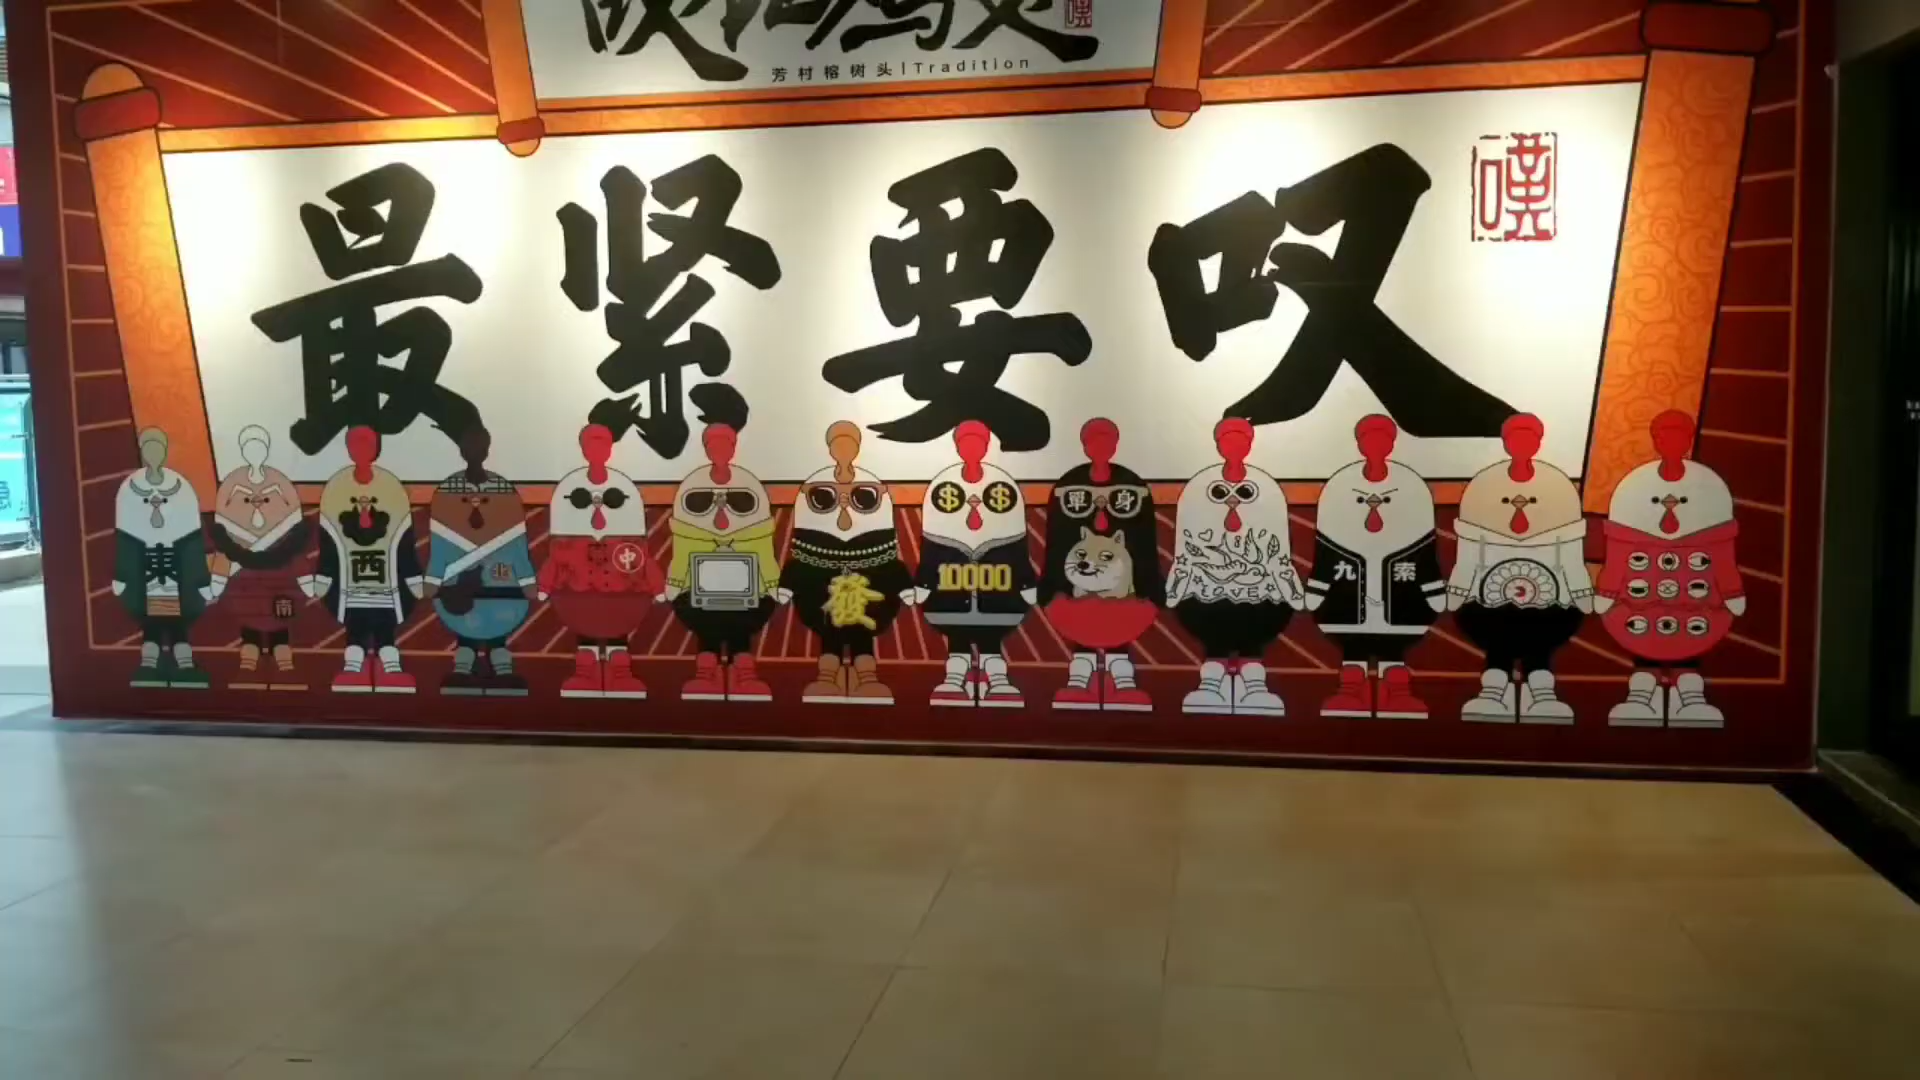 芳村榕树头 | Tradition
最紧要叹
嘆
南
西
北
中
發
10000
單身
LOVE
九索